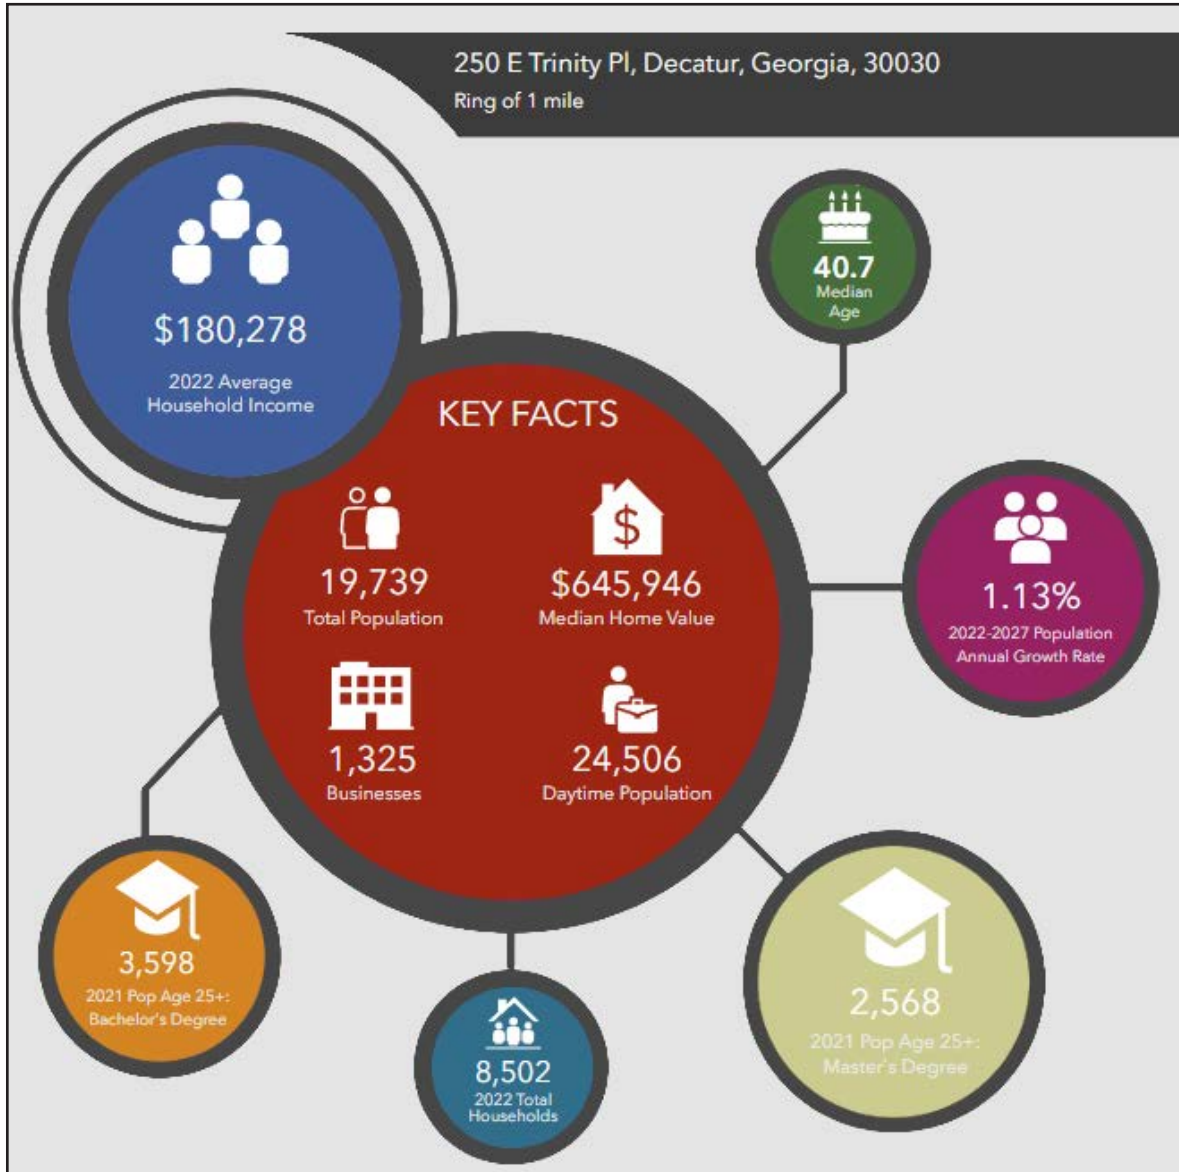 250 E Trinity Pl, Decatur, Georgia, 30030
Ring of 1 mile
$180,278
2022 Average
Household Income
40.7
Median
Age
KEY FACTS
19,739
Total Population
$645,946
Median Home Value
1,325
Businesses
24,506
Daytime Population
1.13%
2022-2027 Population
Annual Growth Rate
3,598
2021 Pop Age 25+:
Bachelor's Degree
8,502
2022 Total
Households
2,568
2021 Pop Age 25+:
Master's Degree